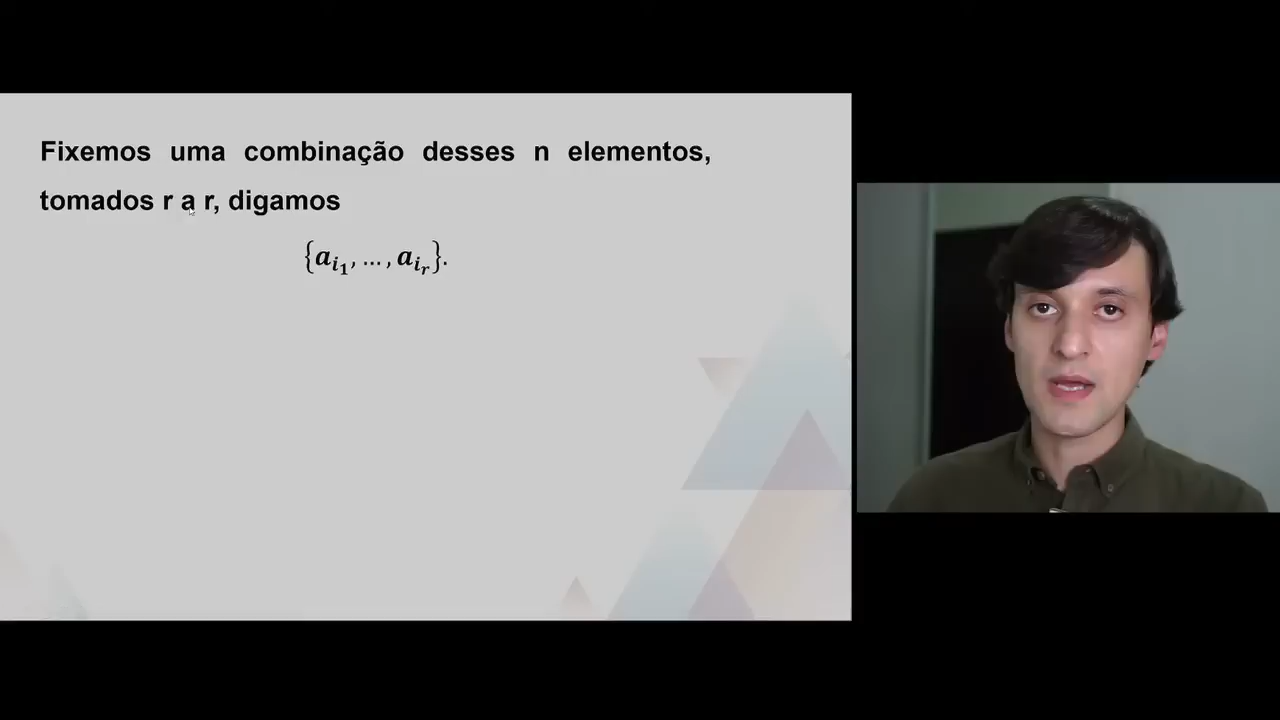 Fixemos uma combinação desses n elementos,
tomados r a r, digamos
{a_{i_1}, … , a_{i_r}}.